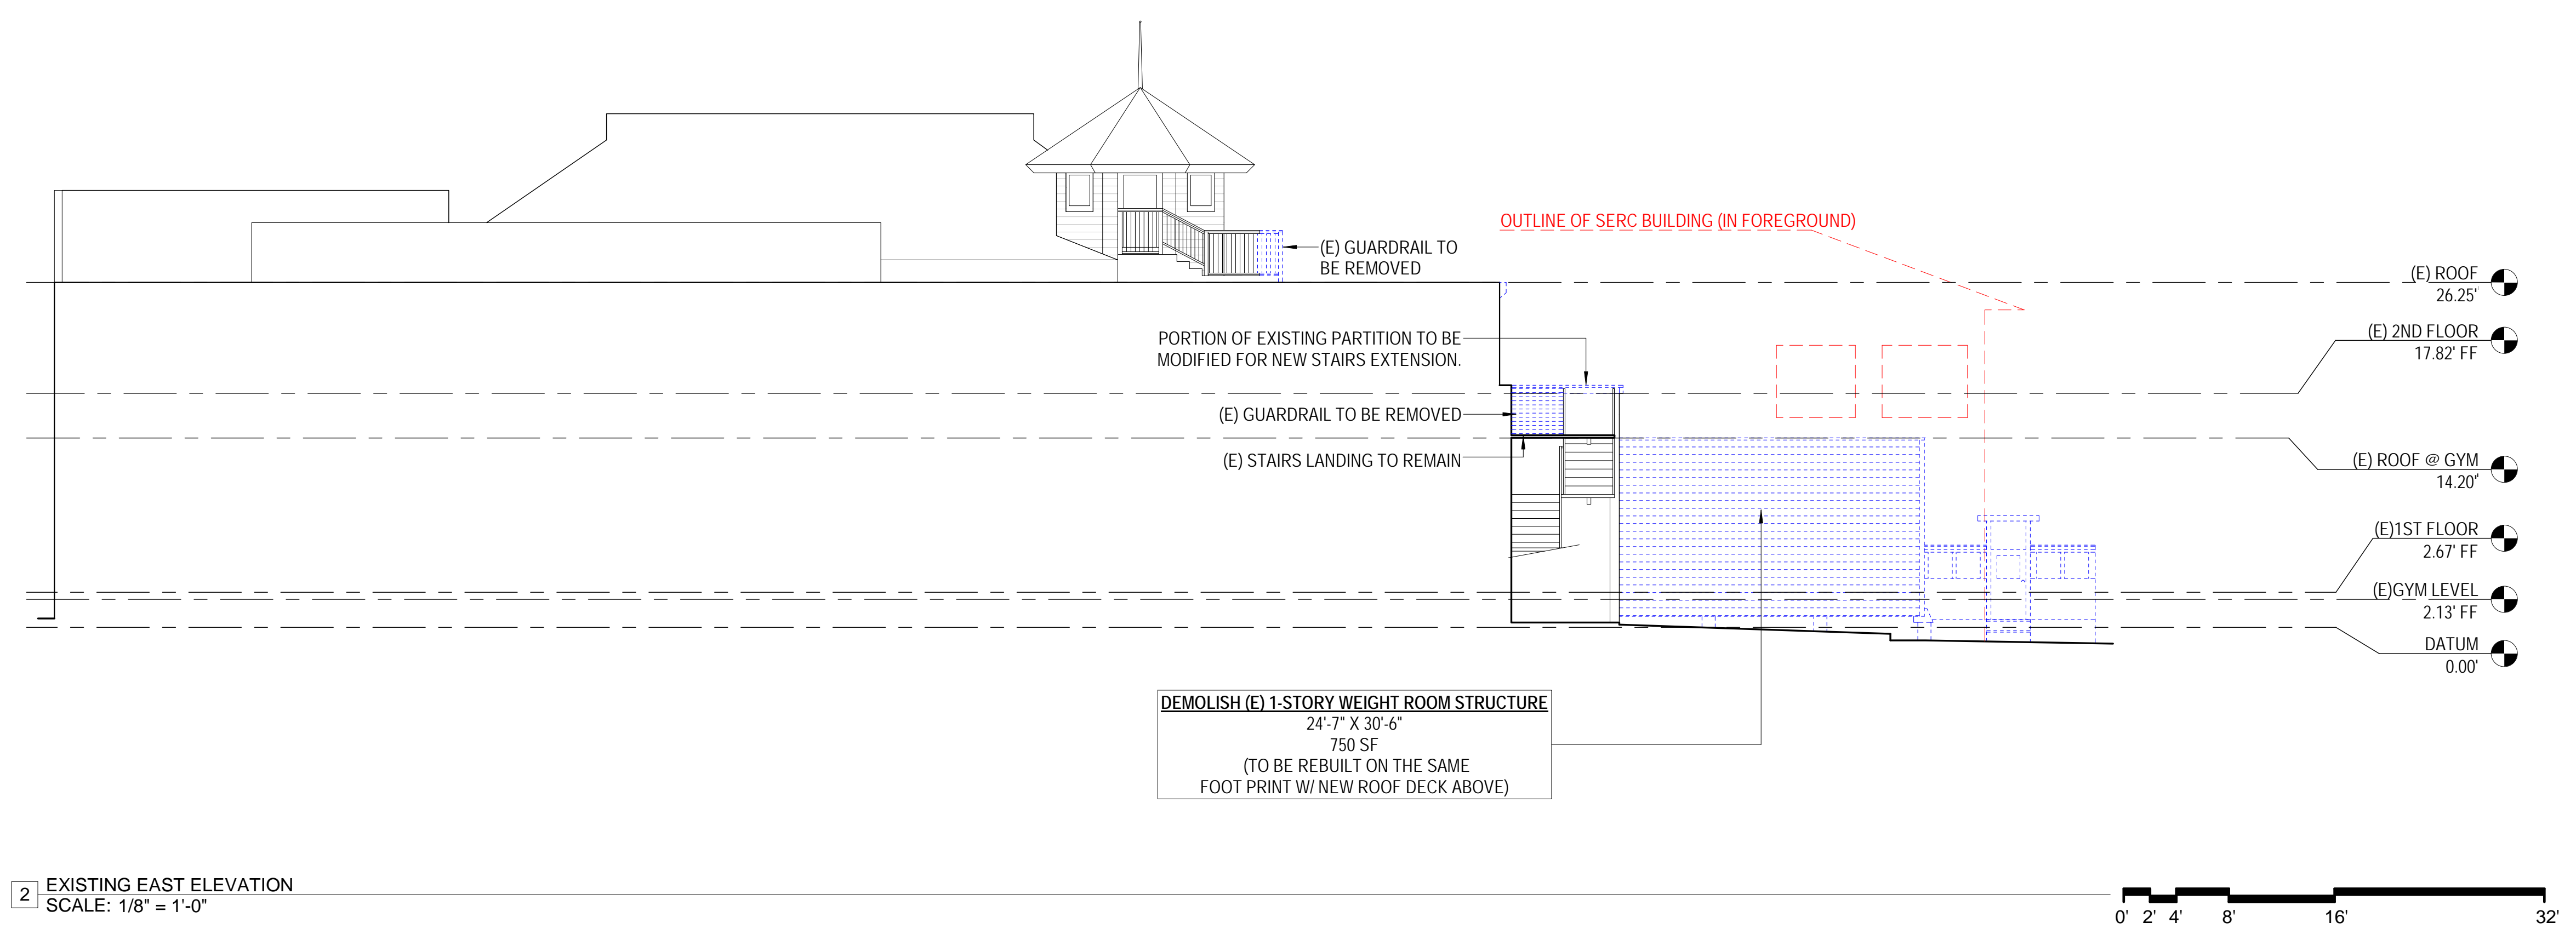 OUTLINE OF SERC BUILDING (IN FOREGROUND)
(E) GUARDRAIL TO
BE REMOVED
(E) ROOF
26.25'
PORTION OF EXISTING PARTITION TO BE
MODIFIED FOR NEW STAIRS EXTENSION.
(E) 2ND FLOOR
17.82' FF
(E) GUARDRAIL TO BE REMOVED
(E) STAIRS LANDING TO REMAIN
(E) ROOF @ GYM
14.20'
(E)1ST FLOOR
2.67' FF
(E)GYM LEVEL
2.13' FF
DATUM
0.00'
DEMOLISH (E) 1-STORY WEIGHT ROOM STRUCTURE
24'-7" X 30'-6"
750 SF
(TO BE REBUILT ON THE SAME
FOOT PRINT W/ NEW ROOF DECK ABOVE)
2 EXISTING EAST ELEVATION
SCALE: 1/8" = 1'-0"
0' 2' 4' 8' 16' 32'